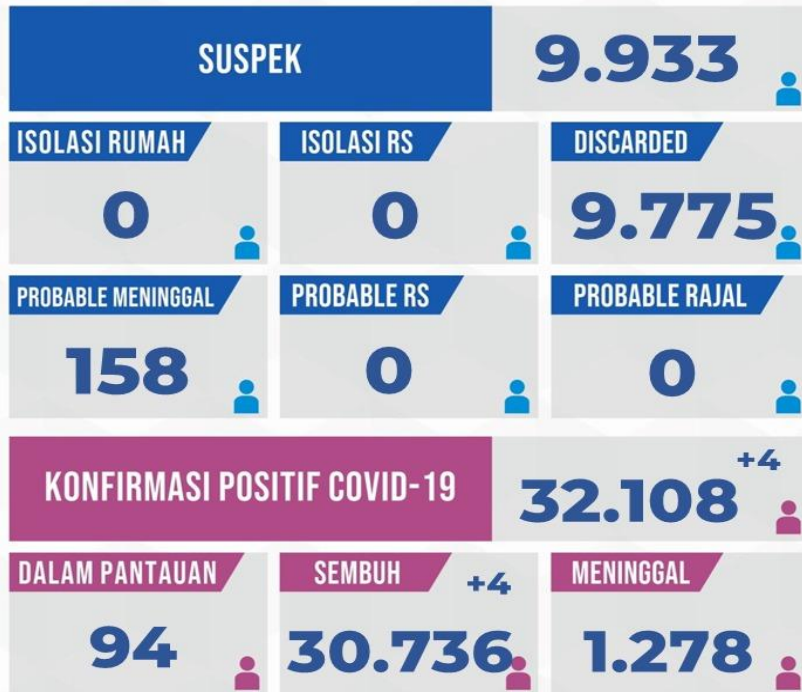 SUSPEK 9.933
ISOLASI RUMAH ISOLASI RS DISCARDED
0 0 9.775
PROBABLE MENINGGAL PROBABLE RS PROBABLE RAJAL
158 0 0
KONFIRMASI POSITIF COVID-19 32.108 +4
DALAM PANTAUAN SEMBUH +4 MENINGGAL
94 30.736 1.278